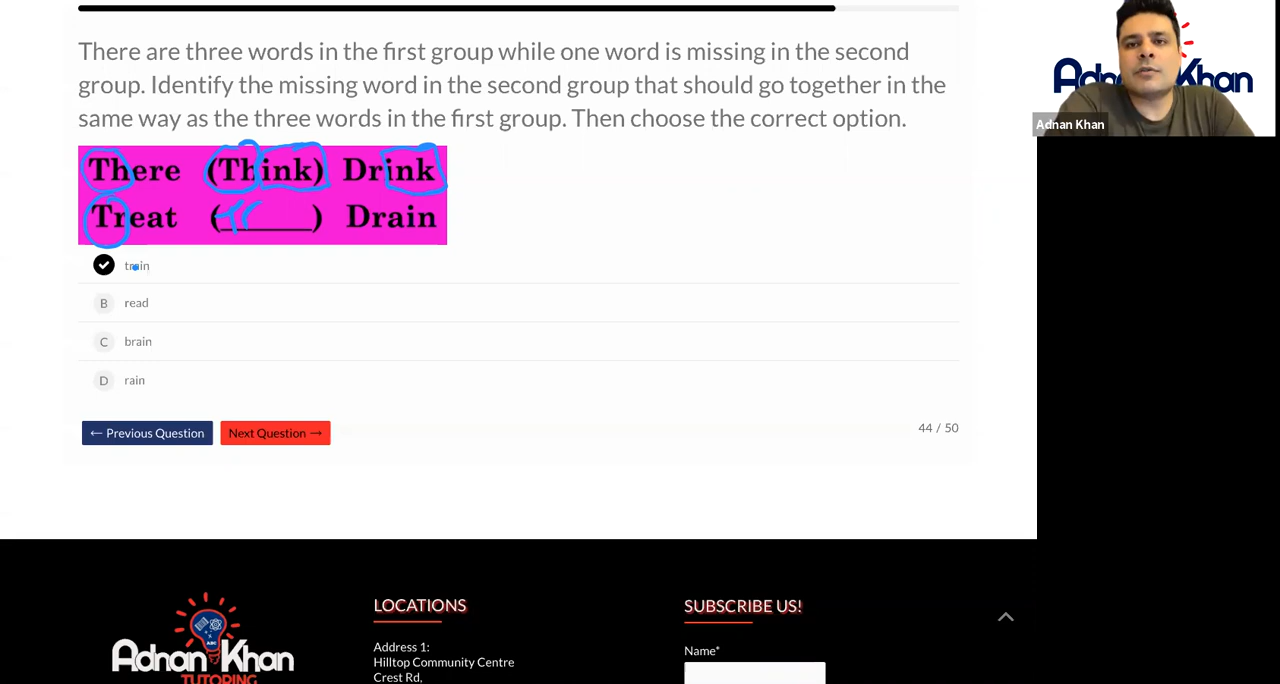 There are three words in the first group while one word is missing in the second
group. Identify the missing word in the second group that should go together in the
same way as the three words in the first group. Then choose the correct option.
There (Think) Drink
Treat (______) Drain
train
B read
C brain
D rain
← Previous Question Next Question →
44 / 50
Adnan Khan
Adnan Khan
LOCATIONS
Address 1:
Hilltop Community Centre
Crest Rd,
SUBSCRIBE US!
Name*
Adnan Khan
TUTORING